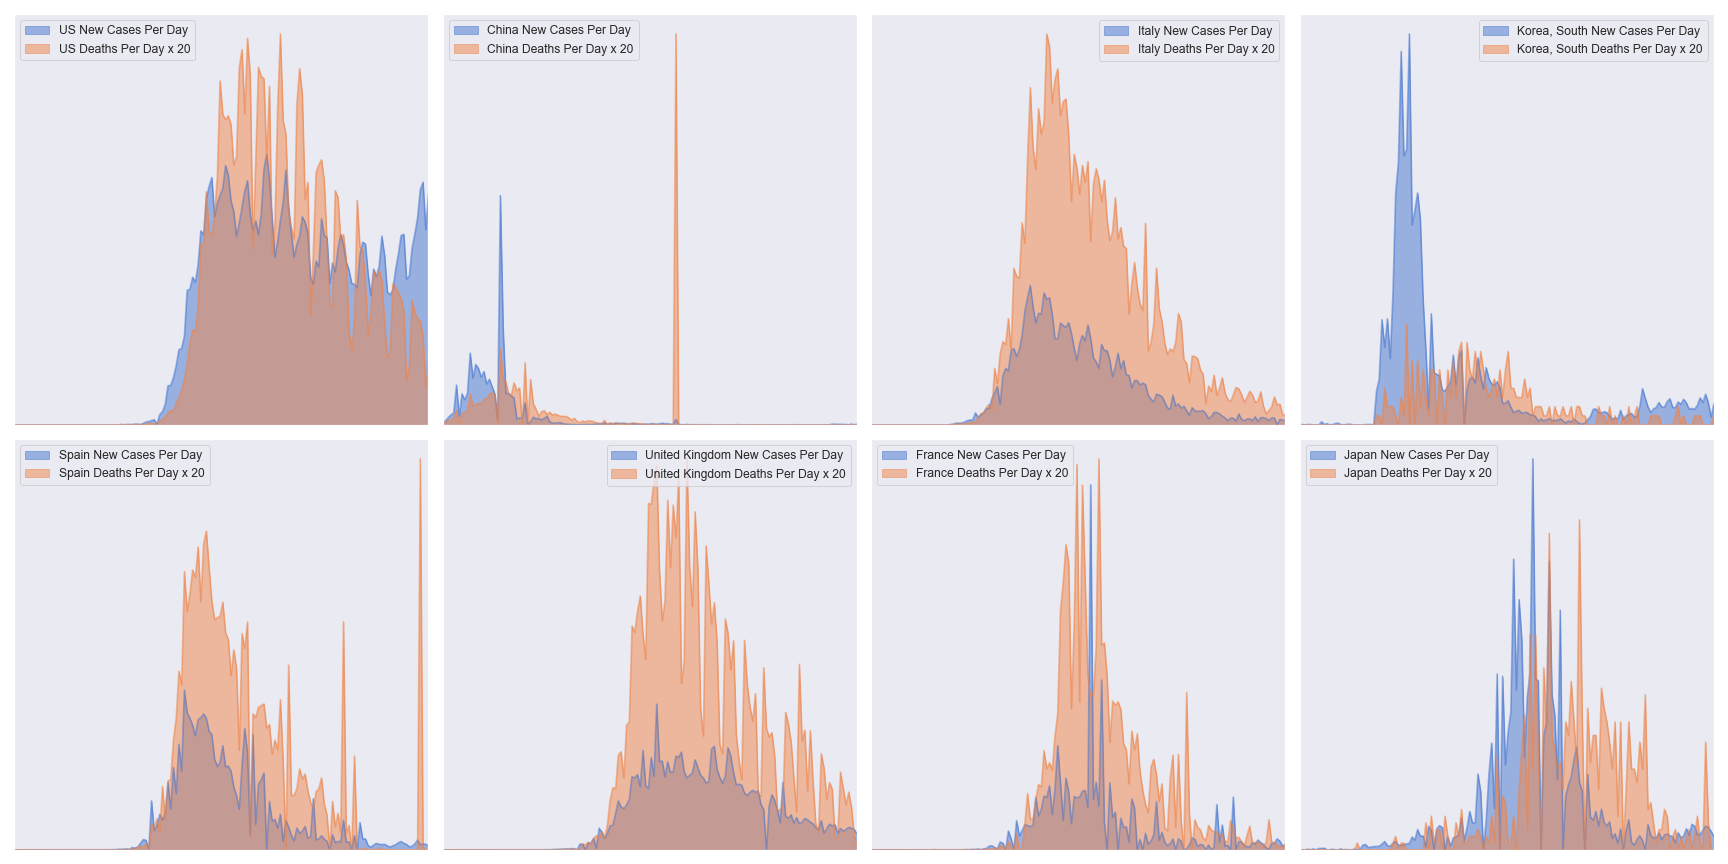 US New Cases Per Day
US Deaths Per Day x 20
China New Cases Per Day
China Deaths Per Day x 20
Italy New Cases Per Day
Italy Deaths Per Day x 20
Korea, South New Cases Per Day
Korea, South Deaths Per Day x 20
Spain New Cases Per Day
Spain Deaths Per Day x 20
United Kingdom New Cases Per Day
United Kingdom Deaths Per Day x 20
France New Cases Per Day
France Deaths Per Day x 20
Japan New Cases Per Day
Japan Deaths Per Day x 20